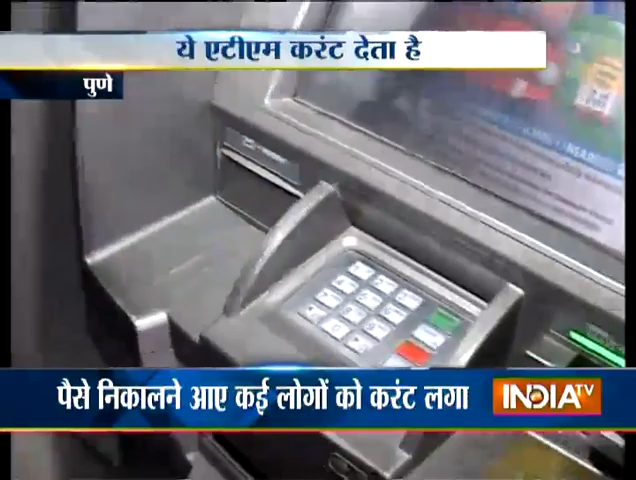 ये एटीएम करंट देता है
पुणे
पैसे निकालने आए कई लोगों को करंट लगा
INDIA TV